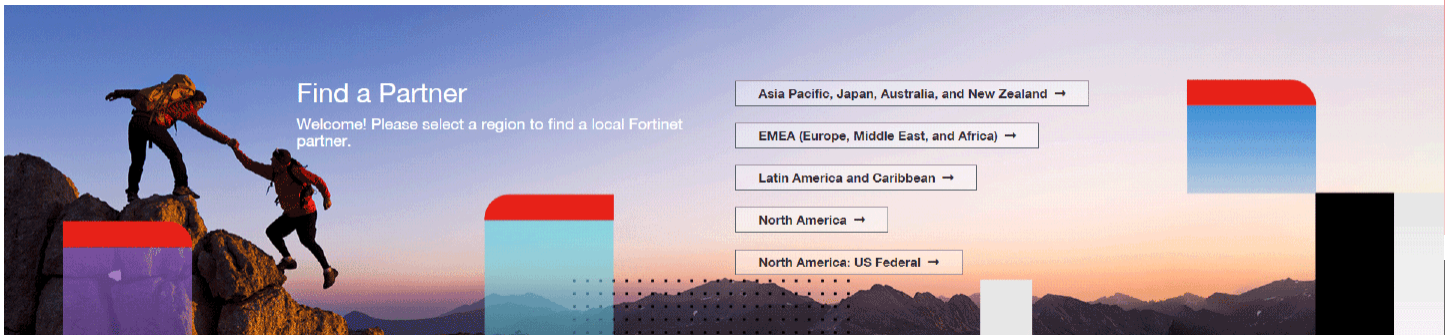 Find a Partner
Welcome! Please select a region to find a local Fortinet
partner.
Asia Pacific, Japan, Australia, and New Zealand →
EMEA (Europe, Middle East, and Africa) →
Latin America and Caribbean →
North America →
North America: US Federal →